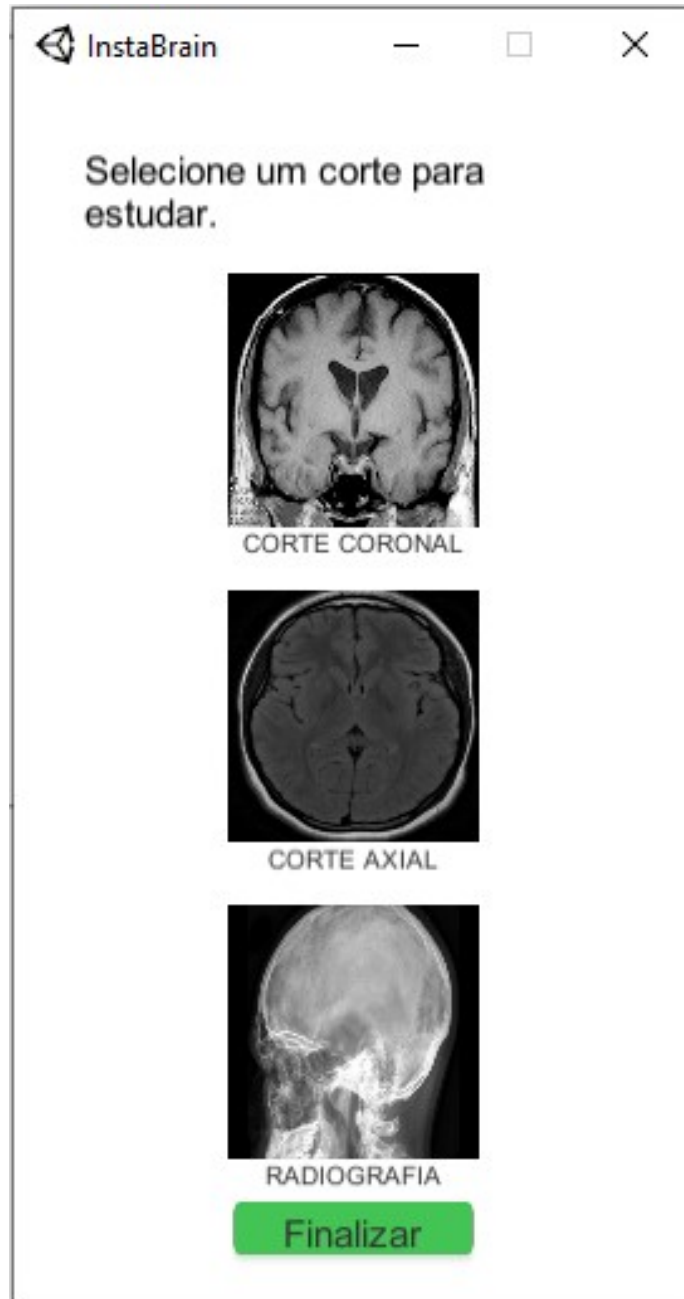 InstaBrain
Selecione um corte para
estudar.
CORTE CORONAL
CORTE AXIAL
RADIOGRAFIA
Finalizar